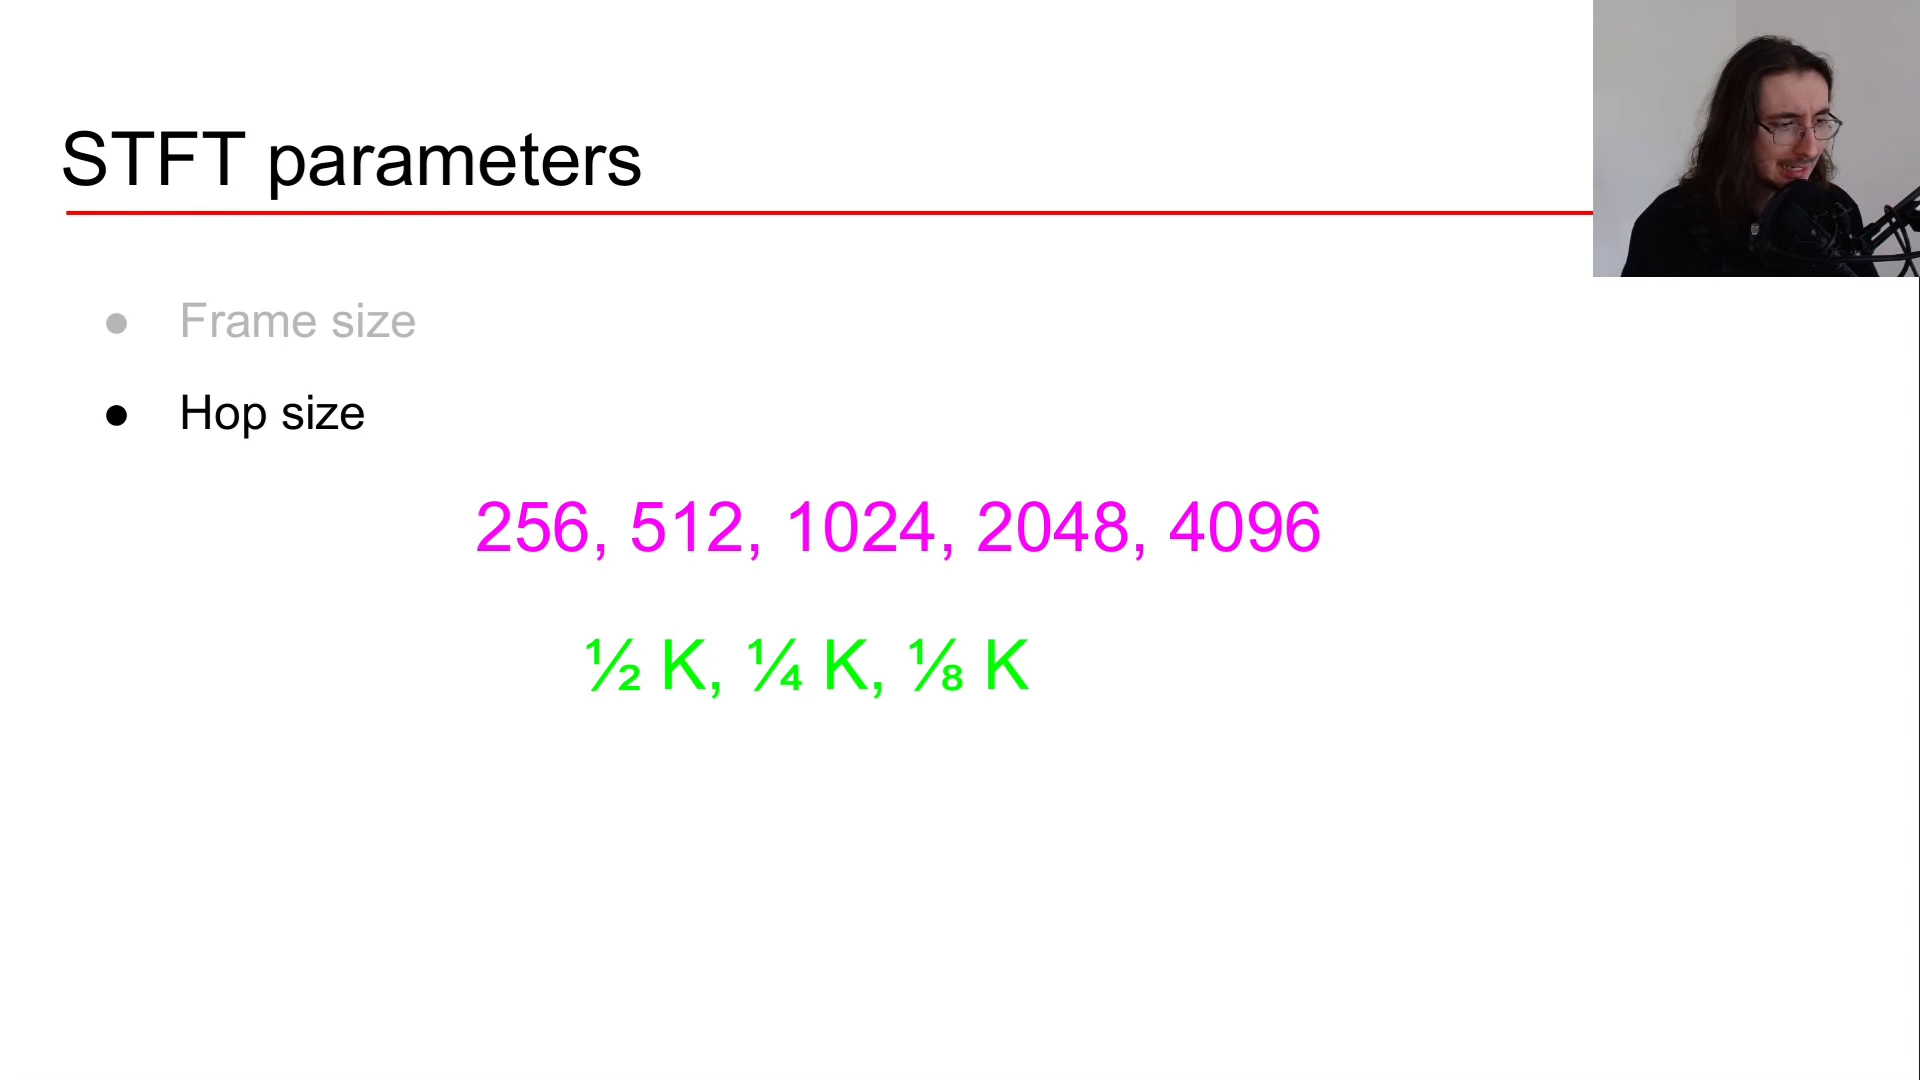 STFT parameters
● Frame size
● Hop size
256, 512, 1024, 2048, 4096
½ K, ¼ K, ⅛ K